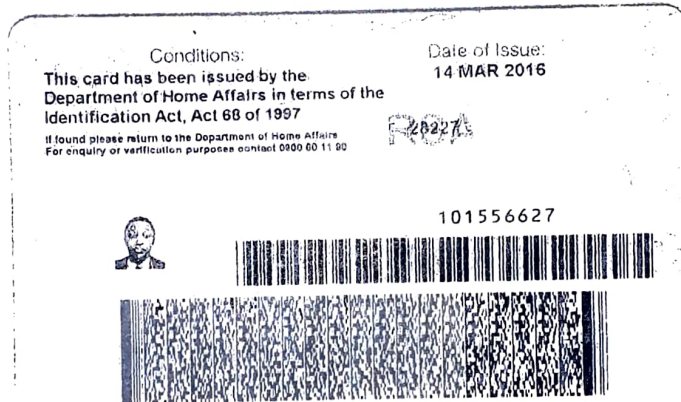 Conditions:
This card has been issued by the
Department of Home Affairs in terms of the
Identification Act, Act 68 of 1997
If found please return to the Department of Home Affairs
For enquiry or verification purposes contact 0800 60 11 90
Date of Issue:
14 MAR 2016
RSA
101556627